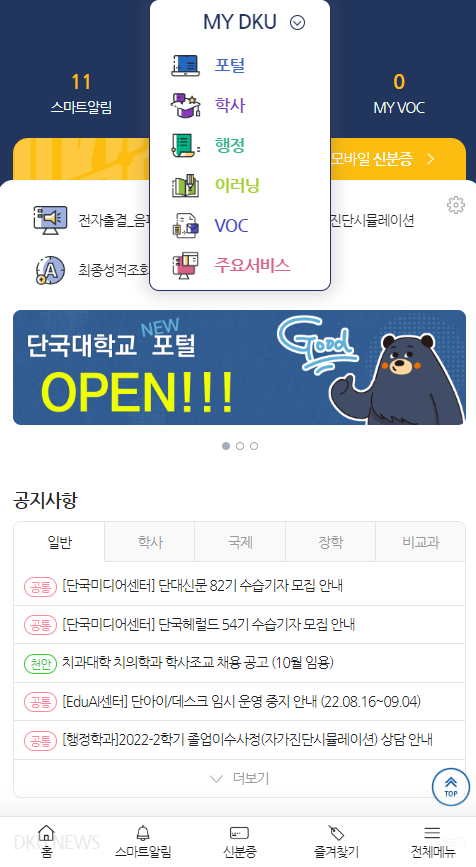 MY DKU
포털
학사
행정
이러닝
VOC
주요서비스
11
스마트알림
0
MY VOC
모바일 신분증
전자출결_음파
진단시뮬레이션
최종성적조회
단국대학교 NEW 포털
OPEN!!!
Good
공지사항
일반 학사 국제 장학 비교과
공통 [단국미디어센터] 단대신문 82기 수습기자 모집 안내
공통 [단국미디어센터] 단국헤럴드 54기 수습기자 모집 안내
천안 치과대학 치의학과 학사조교 채용 공고 (10월 임용)
공통 [EduAI센터] 단아이/데스크 임시 운영 중지 안내 (22.08.16~09.04)
공통 [행정학과]2022-2학기 졸업이수사정(자가진단시뮬레이션) 상담 안내
더보기
TOP
DKU NEWS
홈 스마트알림 신분증 즐겨찾기 전체메뉴